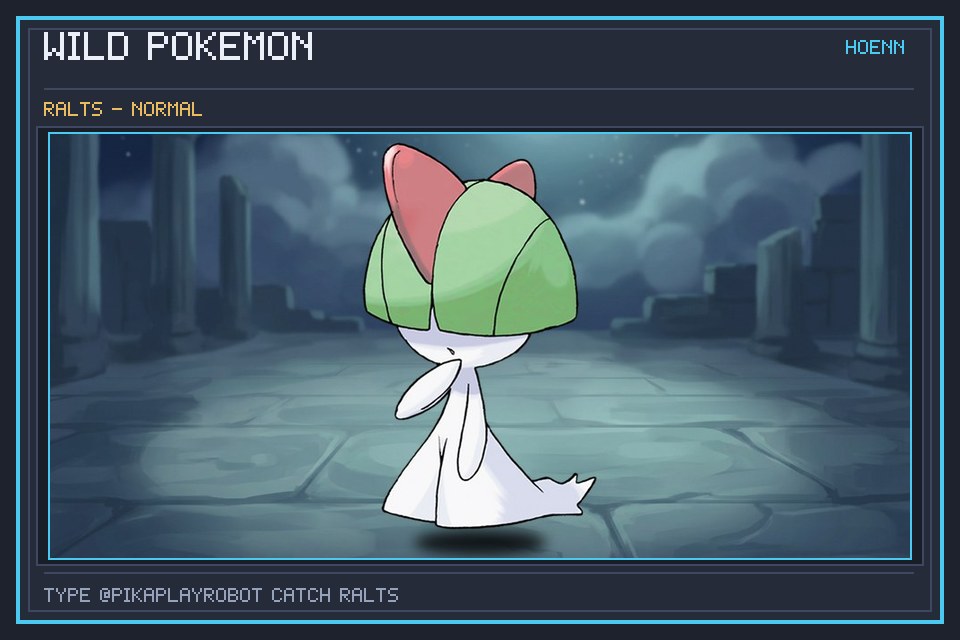 WILD POKEMON
HOENN
RALTS - NORMAL
TYPE @PIKAPLAYROBOT CATCH RALTS